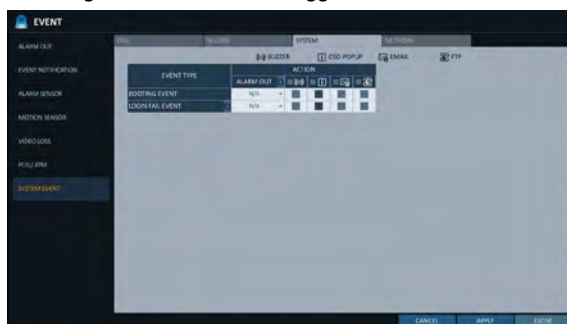 EVENT
ALARM OUT
EVENT NOTIFICATION
ALARM SENSOR
MOTION SENSOR
VIDEO LOSS
POS/ ATM
SYSTEM EVENT
DISK RECORD SYSTEM NETWORK
BUZZER OSD POPUP EMAIL FTP
EVENT TYPE ACTION
ALARM OUT
BOOTING EVENT N/A
LOGIN FAIL EVENT N/A
CANCEL APPLY CLOSE